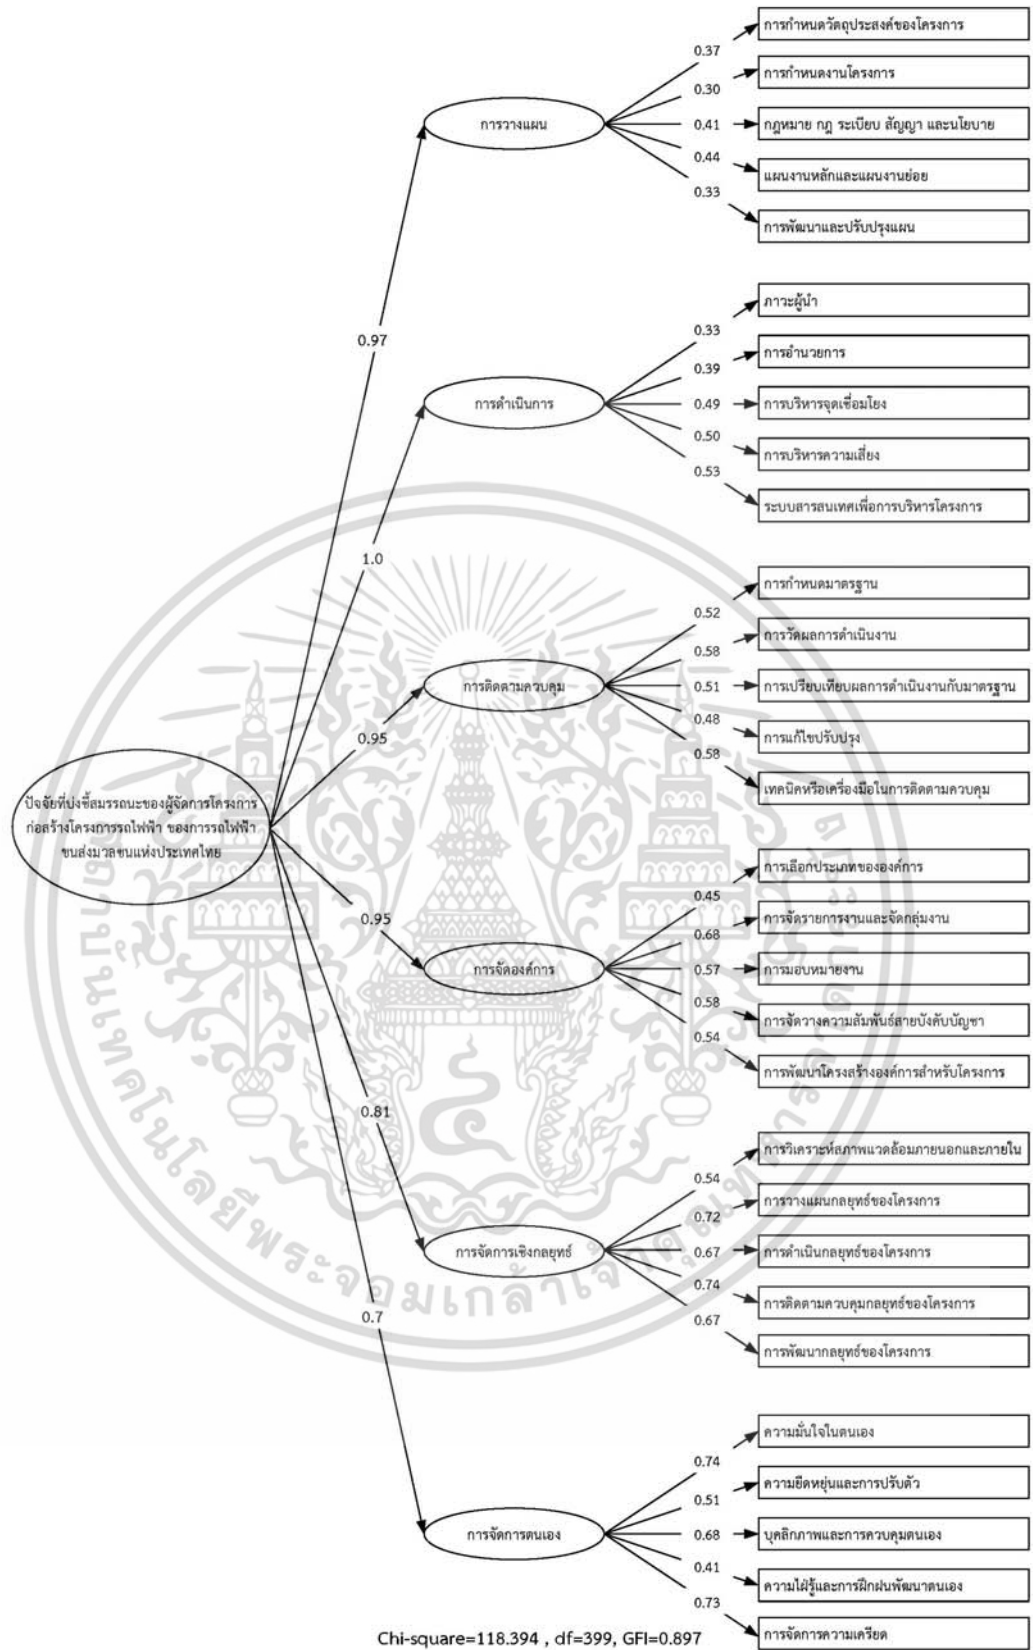 การกำหนดวัตถุประสงค์ของโครงการ
0.37
การกำหนดงานโครงการ
0.30
การวางแผน
0.41
กฎหมาย กฎ ระเบียบ สัญญา และนโยบาย
0.44
แผนงานหลักและแผนงานย่อย
0.33
การพัฒนาและปรับปรุงแผน
0.97
ภาวะผู้นำ
0.33
การอำนวยการ
0.39
การดำเนินการ
0.49
การบริหารจุดเชื่อมโยง
0.50
การบริหารความเสี่ยง
0.53
ระบบสารสนเทศเพื่อการบริหารโครงการ
1.0
การกำหนดมาตรฐาน
0.52
การวัดผลการดำเนินงาน
0.58
การติดตามควบคุม
0.51
การเปรียบเทียบผลการดำเนินงานกับมาตรฐาน
0.48
การแก้ไขปรับปรุง
0.58
เทคนิคหรือเครื่องมือในการติดตามควบคุม
0.95
ปัจจัยที่บ่งชี้สมรรถนะของผู้จัดการโครงการ
ก่อสร้างโครงการรถไฟฟ้า ของการรถไฟฟ้า
ขนส่งมวลชนแห่งประเทศไทย
การเลือกประเภทขององค์การ
0.45
การจัดรายการงานและจัดกลุ่มงาน
0.95
0.68
การจัดองค์การ
0.57
การมอบหมายงาน
0.58
การจัดวางความสัมพันธ์สายบังคับบัญชา
0.54
การพัฒนาโครงสร้างองค์การสำหรับโครงการ
0.81
การวิเคราะห์สภาพแวดล้อมภายนอกและภายใน
0.54
การวางแผนกลยุทธ์ของโครงการ
0.72
การจัดการเชิงกลยุทธ์
0.67
การดำเนินกลยุทธ์ของโครงการ
0.74
การติดตามควบคุมกลยุทธ์ของโครงการ
0.67
การพัฒนากลยุทธ์ของโครงการ
0.7
ความมั่นใจในตนเอง
0.74
ความยืดหยุ่นและการปรับตัว
0.51
การจัดการตนเอง
0.68
บุคลิกภาพและการควบคุมตนเอง
0.41
ความใฝ่รู้และการฝึกฝนพัฒนาตนเอง
0.73
การจัดการความเครียด
Chi-square=118.394 , df=399, GFI=0.897
สถาบันเทคโนโลยีพระจอมเกล้าเจ้าคุณทหารลาดกระบัง